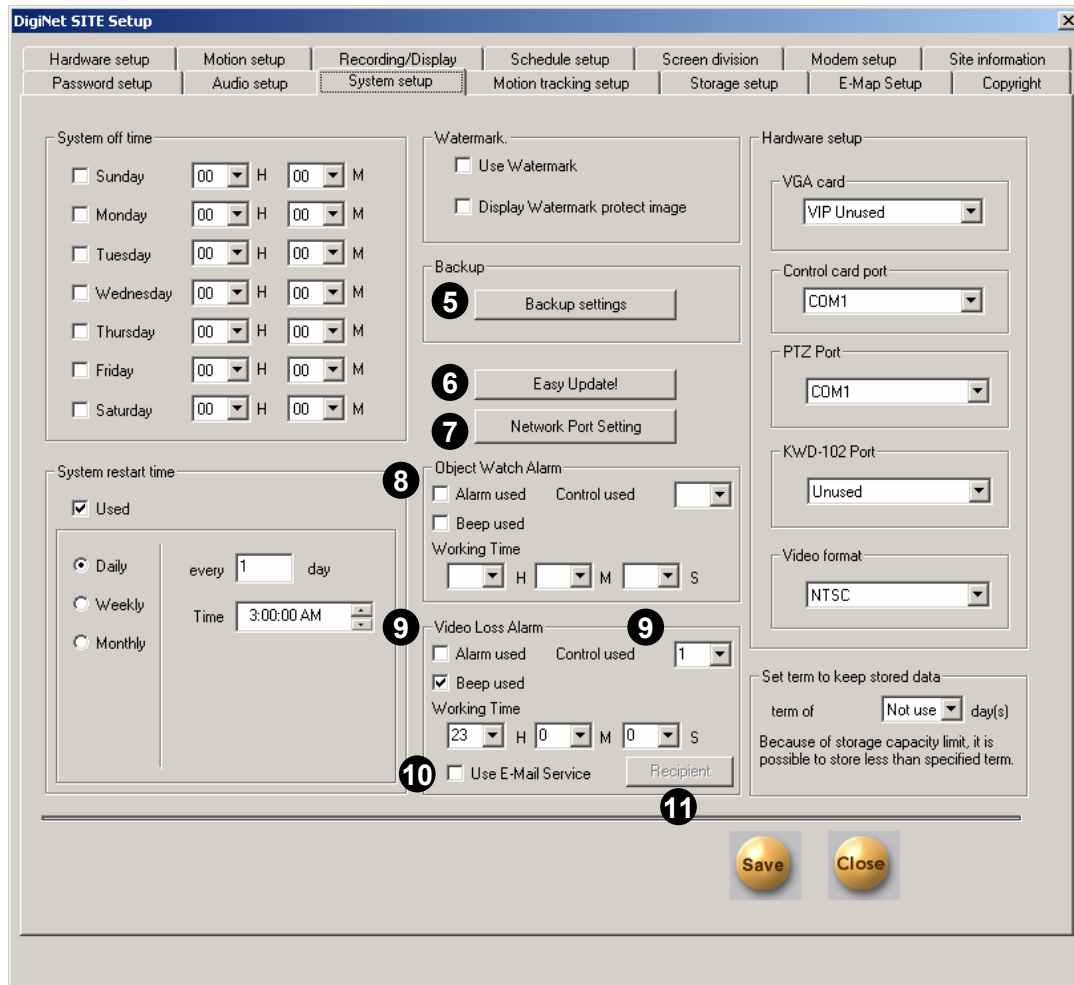 DigiNet SITE Setup
Hardware setup Motion setup Recording/Display Schedule setup Screen division Modem setup Site information
Password setup Audio setup System setup Motion tracking setup Storage setup E-Map Setup Copyright
System off time
Sunday 00 H 00 M
Monday 00 H 00 M
Tuesday 00 H 00 M
Wednesday 00 H 00 M
Thursday 00 H 00 M
Friday 00 H 00 M
Saturday 00 H 00 M
System restart time
Used
Daily
Weekly
Monthly
every 1 day
Time 3:00:00 AM
Watermark.
Use Watermark
Display Watermark protect image
Backup
5 Backup settings
6 Easy Update!
7 Network Port Setting
8 Object Watch Alarm
Alarm used Control used
Beep used
Working Time
H M S
9 Video Loss Alarm 9
Alarm used Control used 1
Beep used
Working Time
23 H 0 M 0 S
10 Use E-Mail Service Recipient
11
Hardware setup
VGA card
VIP Unused
Control card port
COM1
PTZ Port
COM1
KWD-102 Port
Unused
Video format
NTSC
Set term to keep stored data
term of Not use day(s)
Because of storage capacity limit, it is
possible to store less than specified term.
Save Close